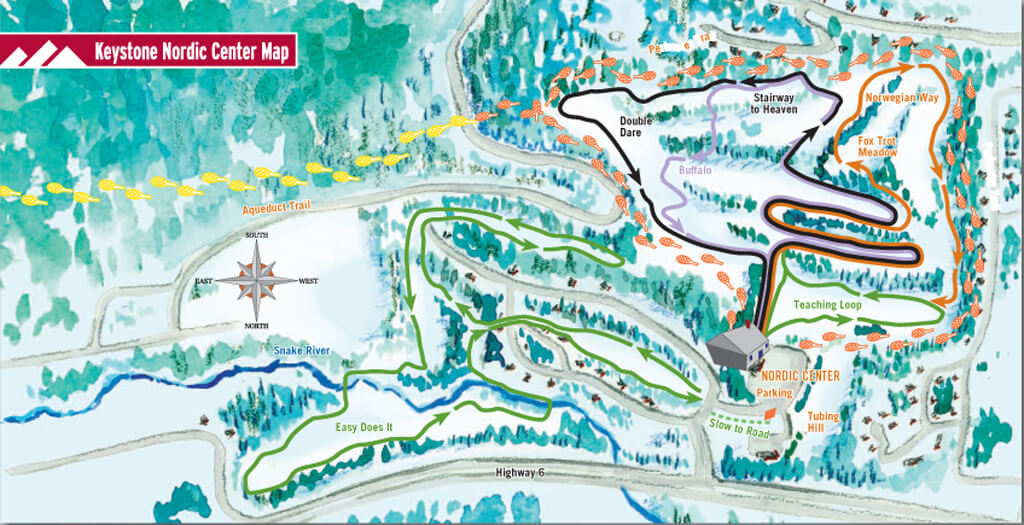 Keystone Nordic Center Map
Stairway
to Heaven
Norwegian Way
Double
Dare
Fox Trot
Meadow
Buffalo
Aqueduct Trail
SOUTH
EAST
WEST
NORTH
Teaching Loop
Snake River
NORDIC CENTER
Parking
Tubing
Hill
Slow to Road
Easy Does It
Highway 6